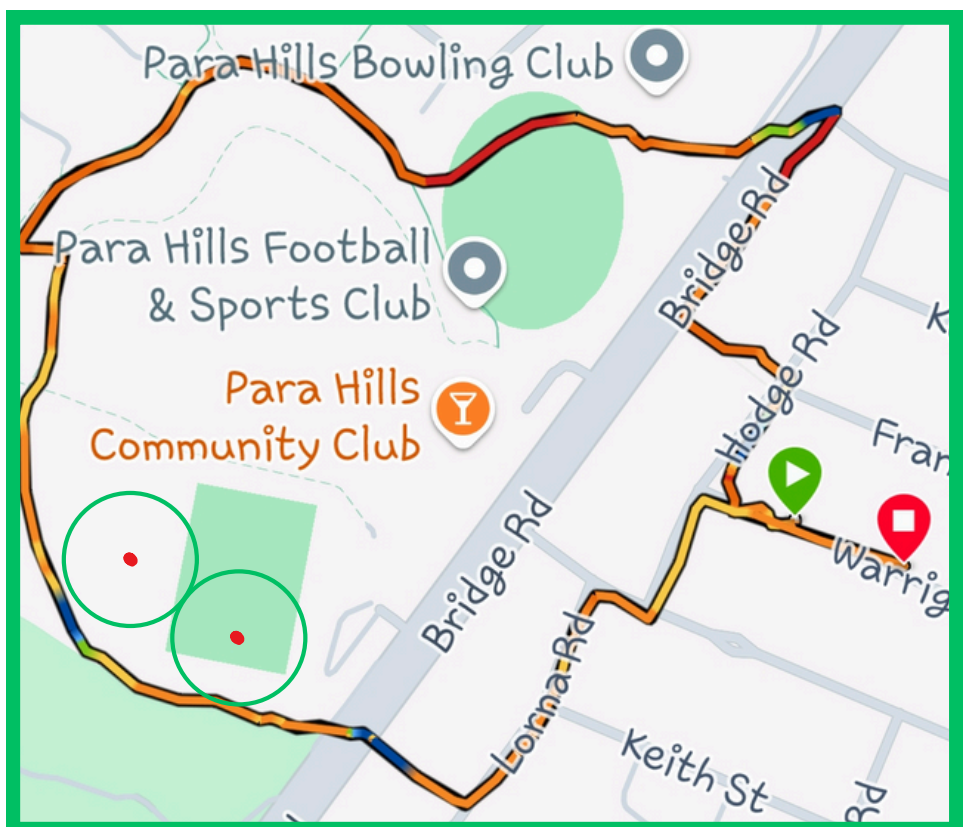 Para Hills Bowling Club
Bridge Rd
Para Hills Football
& Sports Club
K
Hodge Rd
Para Hills
Community Club
Fran
Bridge Rd
Warrig
Lorna Rd
Keith St
Rd